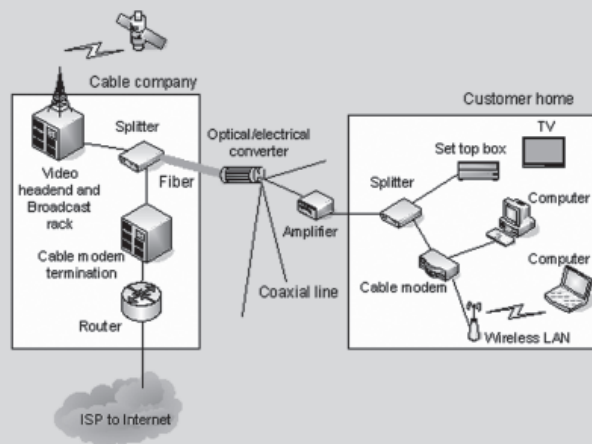 Cable company
Splitter
Video
headend and
Broadcast
rack
Fiber
Cable modem
termination
Router
ISP to Internet
Optical/electrical
converter
Amplifier
Coaxial line
Customer home
TV
Set top box
Splitter
Computer
Cable modem
Computer
Wireless LAN